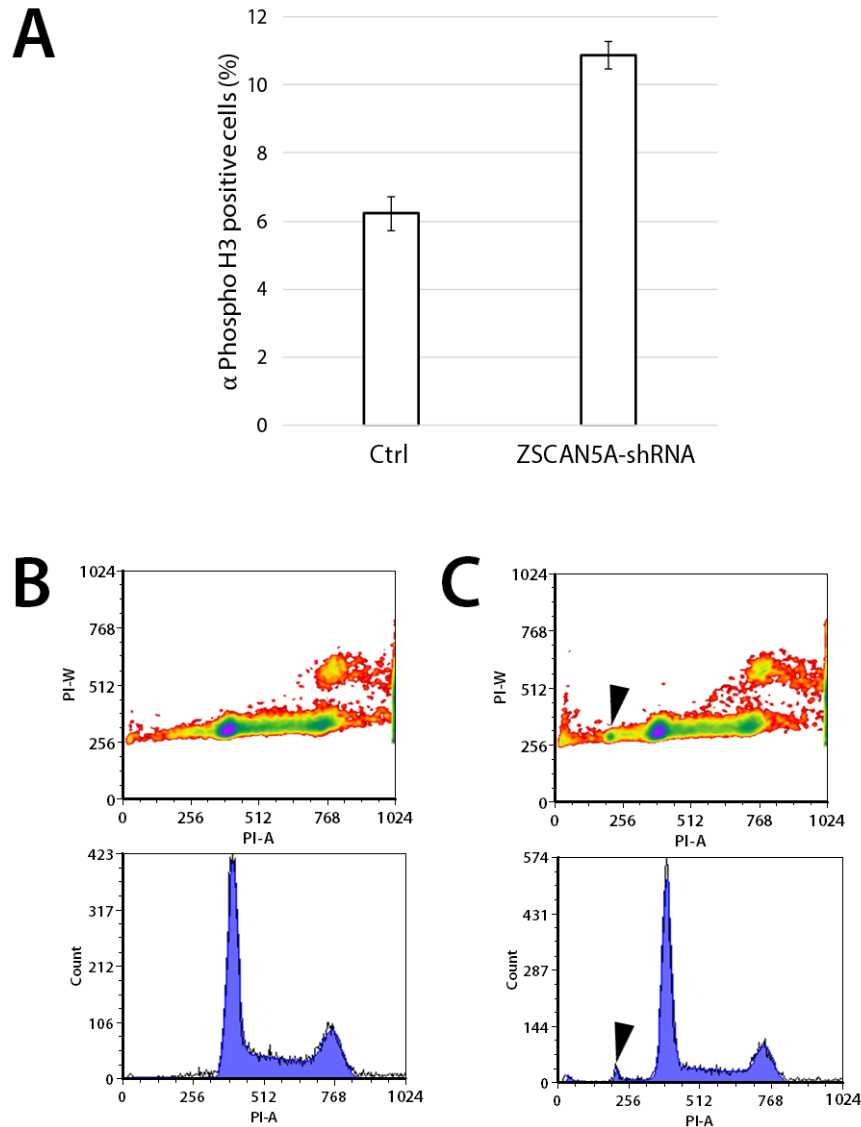 A
α Phospho H3 positive cells (%)
12
10
8
6
4
2
0
Ctrl ZSCAN5A-shRNA
B
PI-W
1024
768
512
256
0
0 256 512 768 1024
PI-A
Count
423
317
212
106
0
0 256 512 768 1024
PI-A
C
PI-W
1024
768
512
256
0
0 256 512 768 1024
PI-A
Count
574
431
287
144
0
0 256 512 768 1024
PI-A